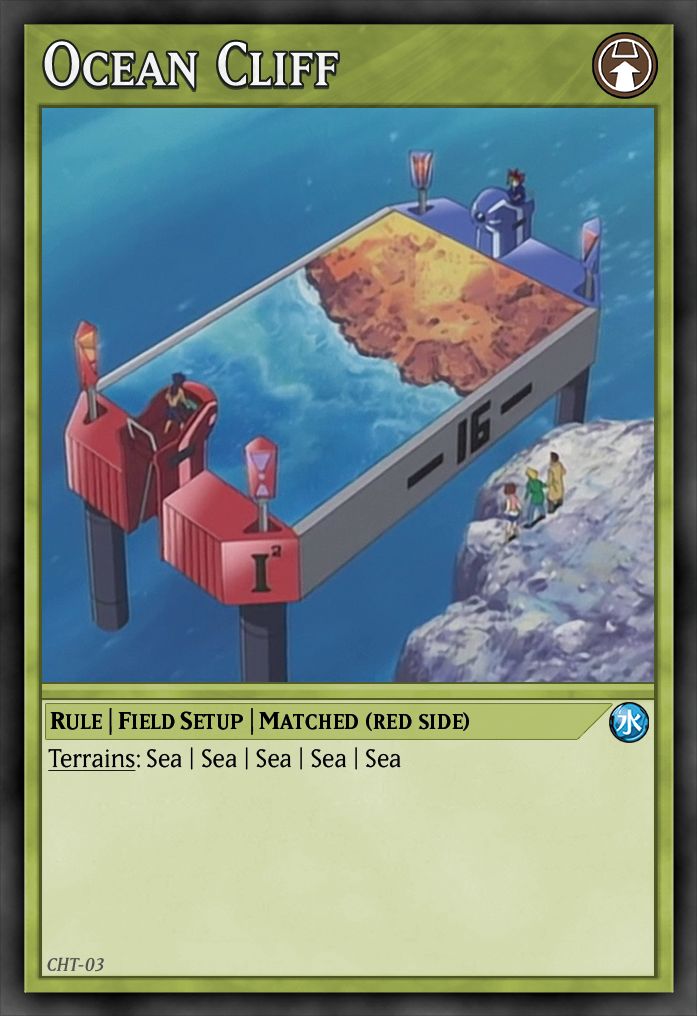 Ocean Cliff
16
I²
Rule | Field Setup | Matched (red side)
水
Terrains: Sea | Sea | Sea | Sea | Sea
CHT-03